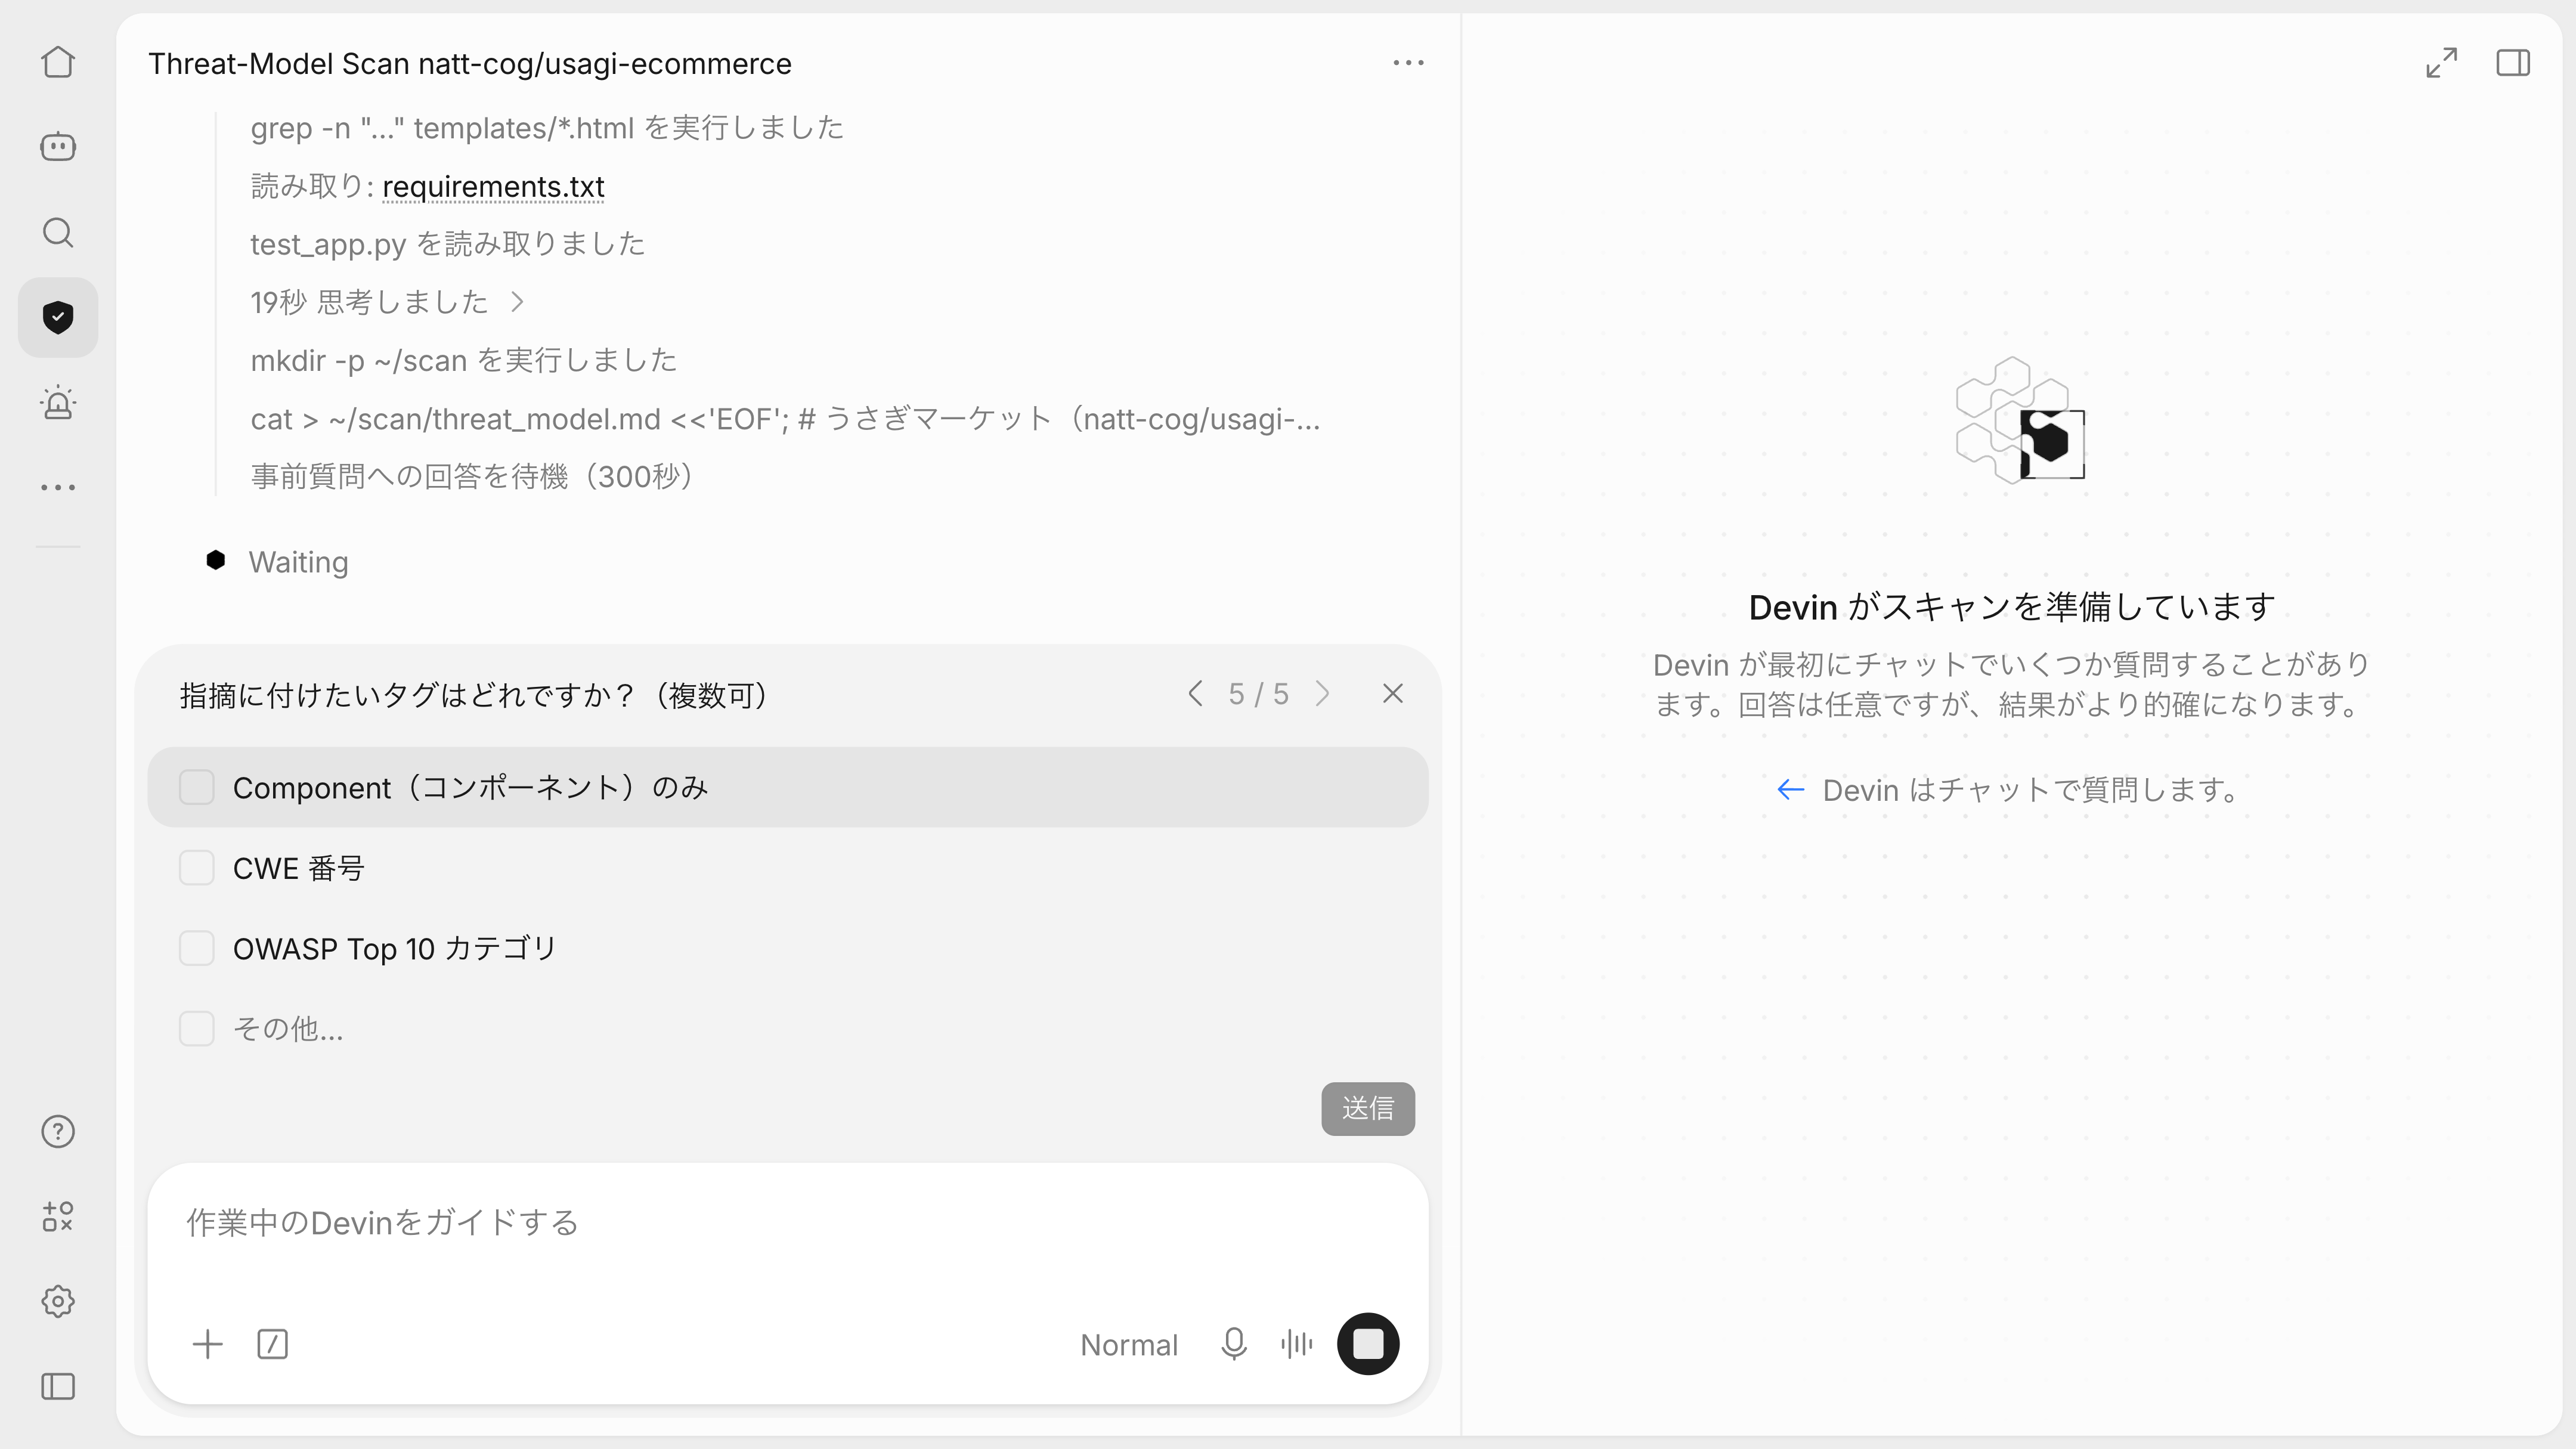 Threat-Model Scan natt-cog/usagi-ecommerce
grep -n "..." templates/*.html を実行しました
読み取り: requirements.txt
test_app.py を読み取りました
19秒 思考しました
mkdir -p ~/scan を実行しました
cat > ~/scan/threat_model.md <<'EOF'; # うさぎマーケット（natt-cog/usagi-...
事前質問への回答を待機（300秒）
Waiting
指摘に付けたいタグはどれですか？（複数可）
5 / 5
Component（コンポーネント）のみ
CWE 番号
OWASP Top 10 カテゴリ
その他...
送信
作業中のDevinをガイドする
Normal
Devin がスキャンを準備しています
Devin が最初にチャットでいくつか質問することがあり
ます。回答は任意ですが、結果がより的確になります。
Devin はチャットで質問します。